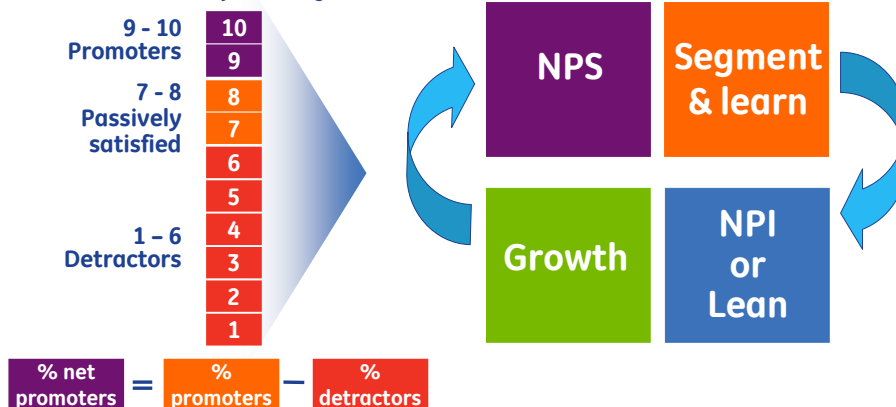 9 - 10
Promoters
7 - 8
Passively
satisfied
1 – 6
Detractors
10
9
8
7
6
5
4
3
2
1
NPS
Segment
& learn
Growth
NPI
or
Lean
% net
promoters
=
%
promoters
–
%
detractors